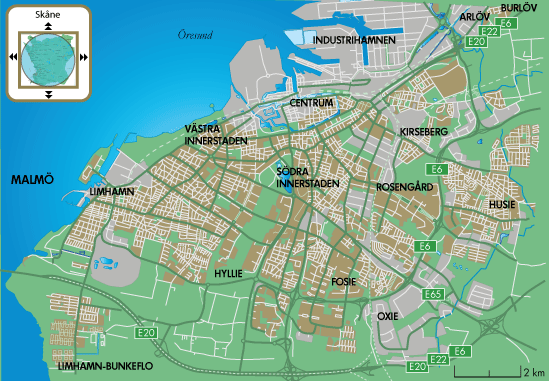 Skåne
Öresund
INDUSTRIHAMNEN
ARLÖV
BURLÖV
E6
E22
E20
CENTRUM
VÄSTRA
INNERSTADEN
KIRSEBERG
E6
MALMÖ
LIMHAMN
SÖDRA
INNERSTADEN
ROSENGÅRD
HUSIE
E6
HYLLIE
FOSIE
E65
OXIE
E20
LIMHAMN-BUNKEFLO
E20
E22
E6
2 km